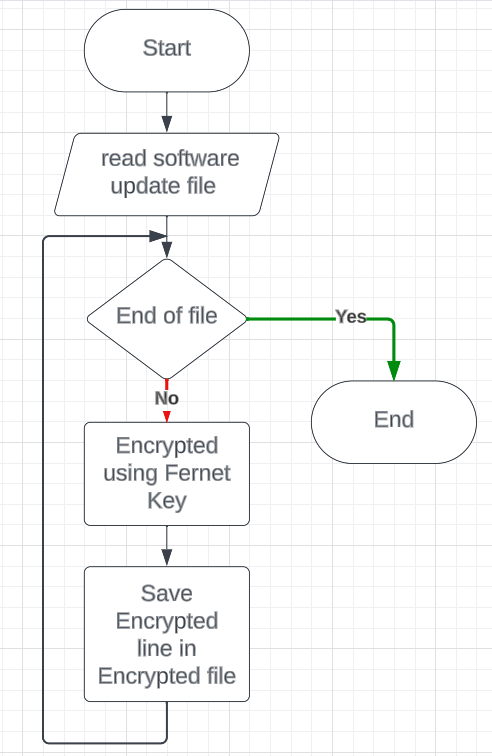 Start
read software
update file
End of file
Yes
No
End
Encrypted
using Fernet
Key
Save
Encrypted
line in
Encrypted file